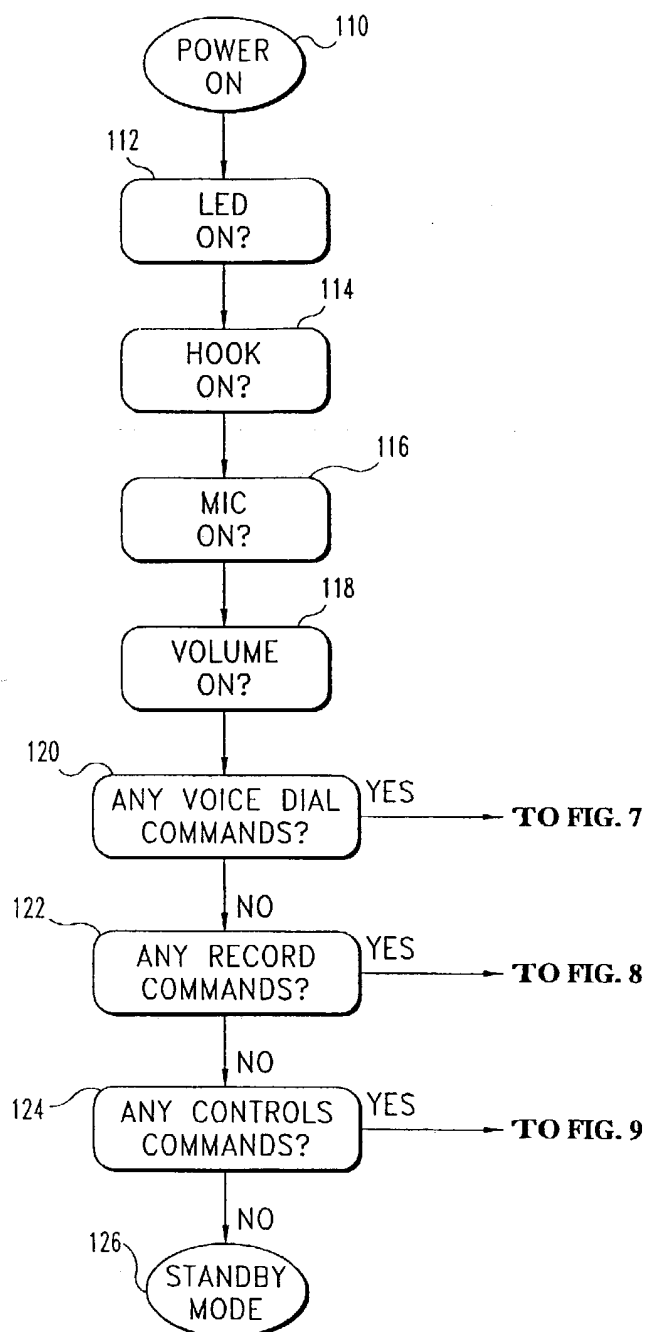 110
POWER
ON
112
LED
ON?
114
HOOK
ON?
116
MIC
ON?
118
VOLUME
ON?
120
ANY VOICE DIAL
COMMANDS?
YES
TO FIG. 7
NO
122
ANY RECORD
COMMANDS?
YES
TO FIG. 8
NO
124
ANY CONTROLS
COMMANDS?
YES
TO FIG. 9
NO
126
STANDBY
MODE